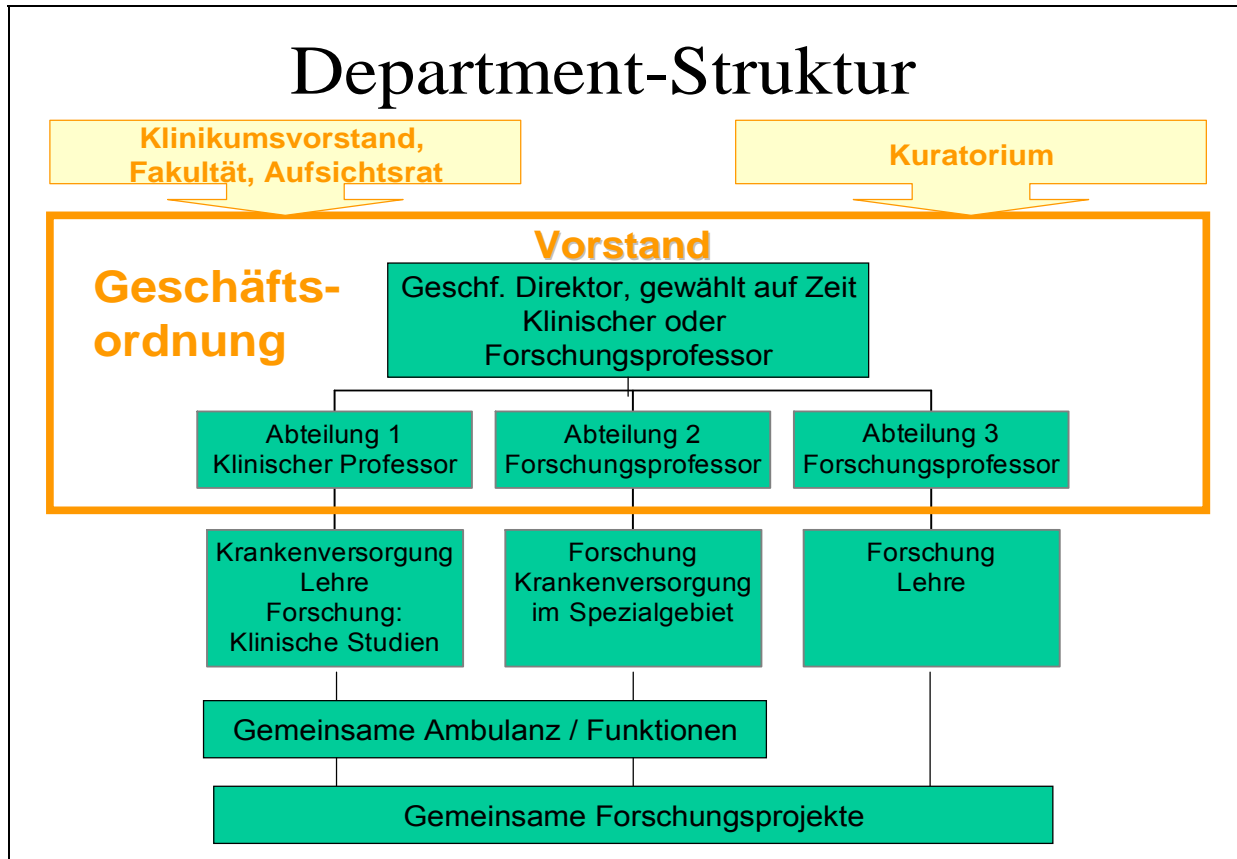 Department-Struktur
Klinikumsvorstand,
Fakultät, Aufsichtsrat
Kuratorium
Vorstand
Geschäfts-
ordnung
Geschf. Direktor, gewählt auf Zeit
Klinischer oder
Forschungsprofessor
Abteilung 1
Klinischer Professor
Abteilung 2
Forschungsprofessor
Abteilung 3
Forschungsprofessor
Krankenversorgung
Lehre
Forschung:
Klinische Studien
Forschung
Krankenversorgung
im Spezialgebiet
Forschung
Lehre
Gemeinsame Ambulanz / Funktionen
Gemeinsame Forschungsprojekte